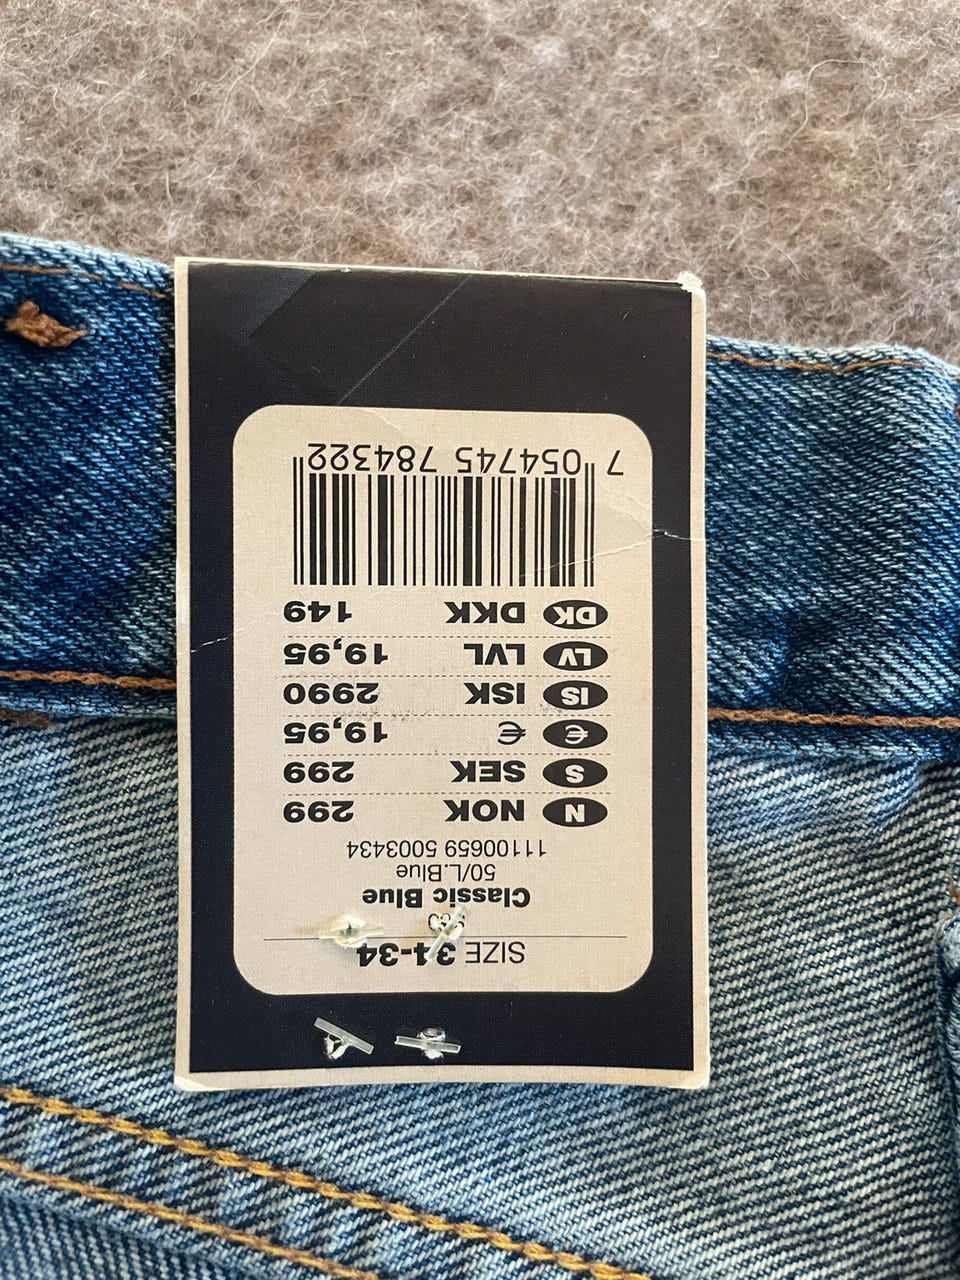 SIZE 34-34
Classic Blue
50/L.Blue
11100659 5003434
N NOK 299
S SEK 299
€ € 19,95
IS ISK 2990
LV LVL 19,95
DK DKK 149
7 054745 784322